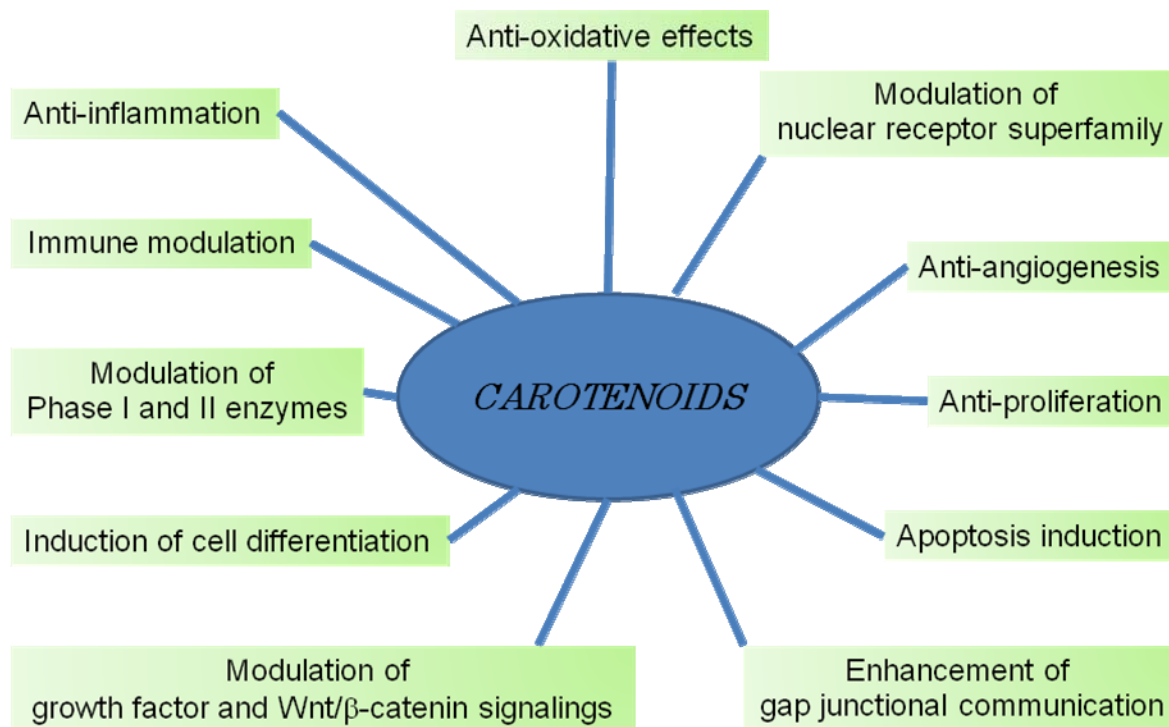 Anti-oxidative effects
Anti-inflammation
Modulation of
nuclear receptor superfamily
Immune modulation
Anti-angiogenesis
Modulation of
Phase I and II enzymes
CAROTENOIDS
Anti-proliferation
Induction of cell differentiation
Apoptosis induction
Modulation of
growth factor and Wnt/β-catenin signalings
Enhancement of
gap junctional communication